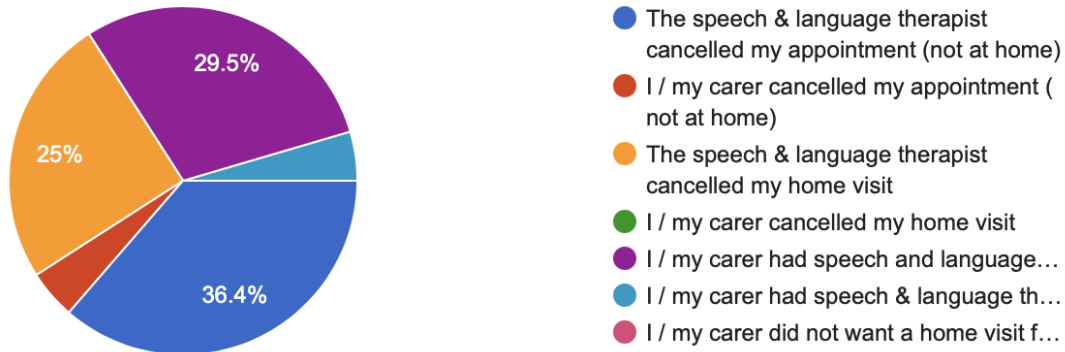 29.5%
25%
36.4%
The speech & language therapist
cancelled my appointment (not at home)
I / my carer cancelled my appointment (
not at home)
The speech & language therapist
cancelled my home visit
I / my carer cancelled my home visit
I / my carer had speech and language…
I / my carer had speech & language th…
I / my carer did not want a home visit f…